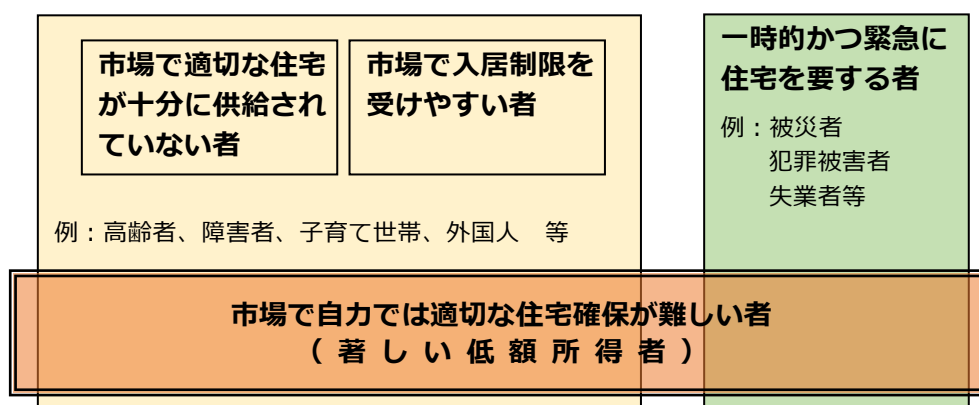 市場で適切な住宅
が十分に供給され
ていない者
市場で入居制限を
受けやすい者
例：高齢者、障害者、子育て世帯、外国人　等
一時的かつ緊急に
住宅を要する者
例：被災者
犯罪被害者
失業者等
市場で自力では適切な住宅確保が難しい者
（著しい低額所得者）